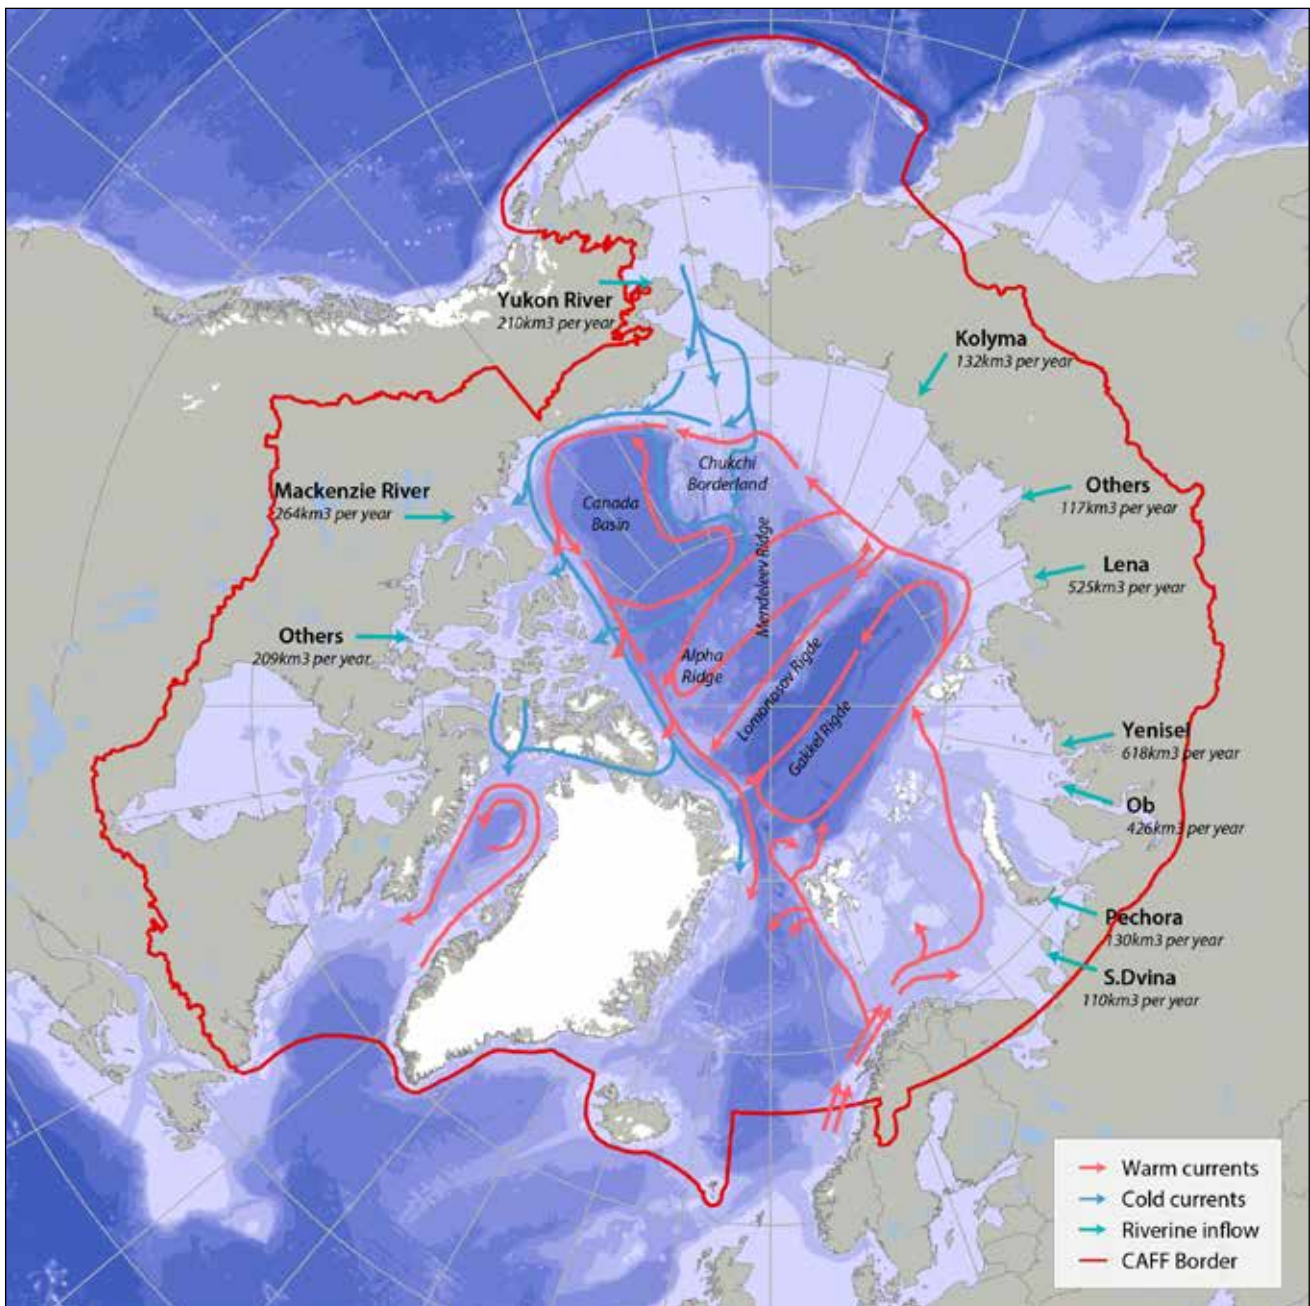 Yukon River
210km3 per year
Kolyma
132km3 per year
Chukchi
Borderland
Mackenzie River
264km3 per year
Canada
Basin
Others
117km3 per year
Mendeleev Ridge
Lena
525km3 per year
Others
209km3 per year
Alpha
Ridge
Lomonosov Rigde
Gakkel Rigde
Yenisei
618km3 per year
Ob
426km3 per year
Pechora
130km3 per year
S.Dvina
110km3 per year
Warm currents
Cold currents
Riverine inflow
CAFF Border